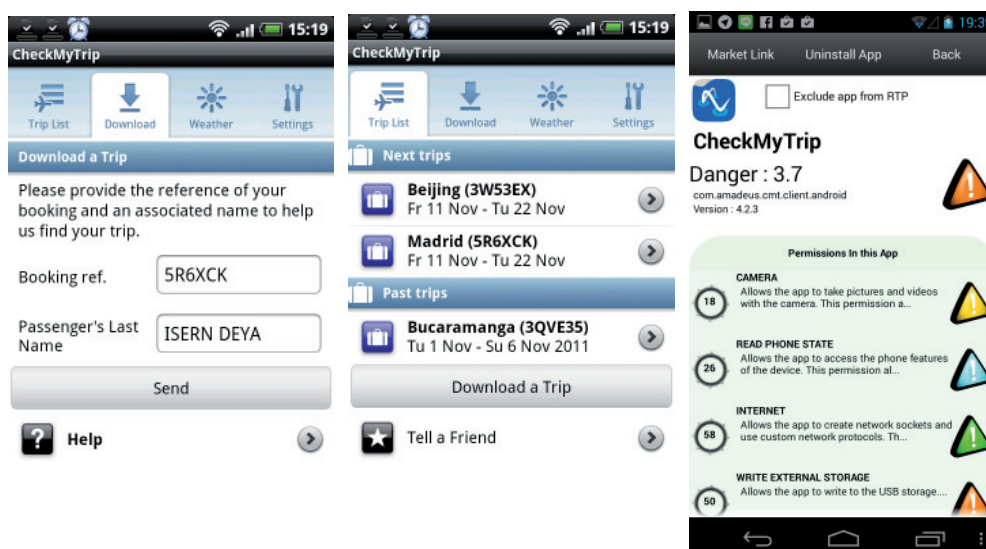 15:19
CheckMyTrip
Trip List
Download
Weather
Settings
Download a Trip
Please provide the reference of your
booking and an associated name to help
us find your trip.
Booking ref.
5R6XCK
Passenger's Last
Name
ISERN DEYA
Send
? Help
15:19
CheckMyTrip
Trip List
Download
Weather
Settings
Next trips
Beijing (3W53EX)
Fr 11 Nov - Tu 22 Nov
Madrid (5R6XCK)
Fr 11 Nov - Tu 22 Nov
Past trips
Bucaramanga (3QVE35)
Tu 1 Nov - Su 6 Nov 2011
Download a Trip
Tell a Friend
19:3
Market Link
Uninstall App
Back
Exclude app from RTP
CheckMyTrip
Danger : 3.7
com.amadeus.cmt.client.android
Version : 4.2.3
Permissions In this App
CAMERA
18
Allows the app to take pictures and videos
with the camera. This permission a...
READ PHONE STATE
26
Allows the app to access the phone features
of the device. This permission al...
INTERNET
58
Allows the app to create network sockets and
use custom network protocols. Th...
WRITE EXTERNAL STORAGE
50
Allows the app to write to the USB storage....